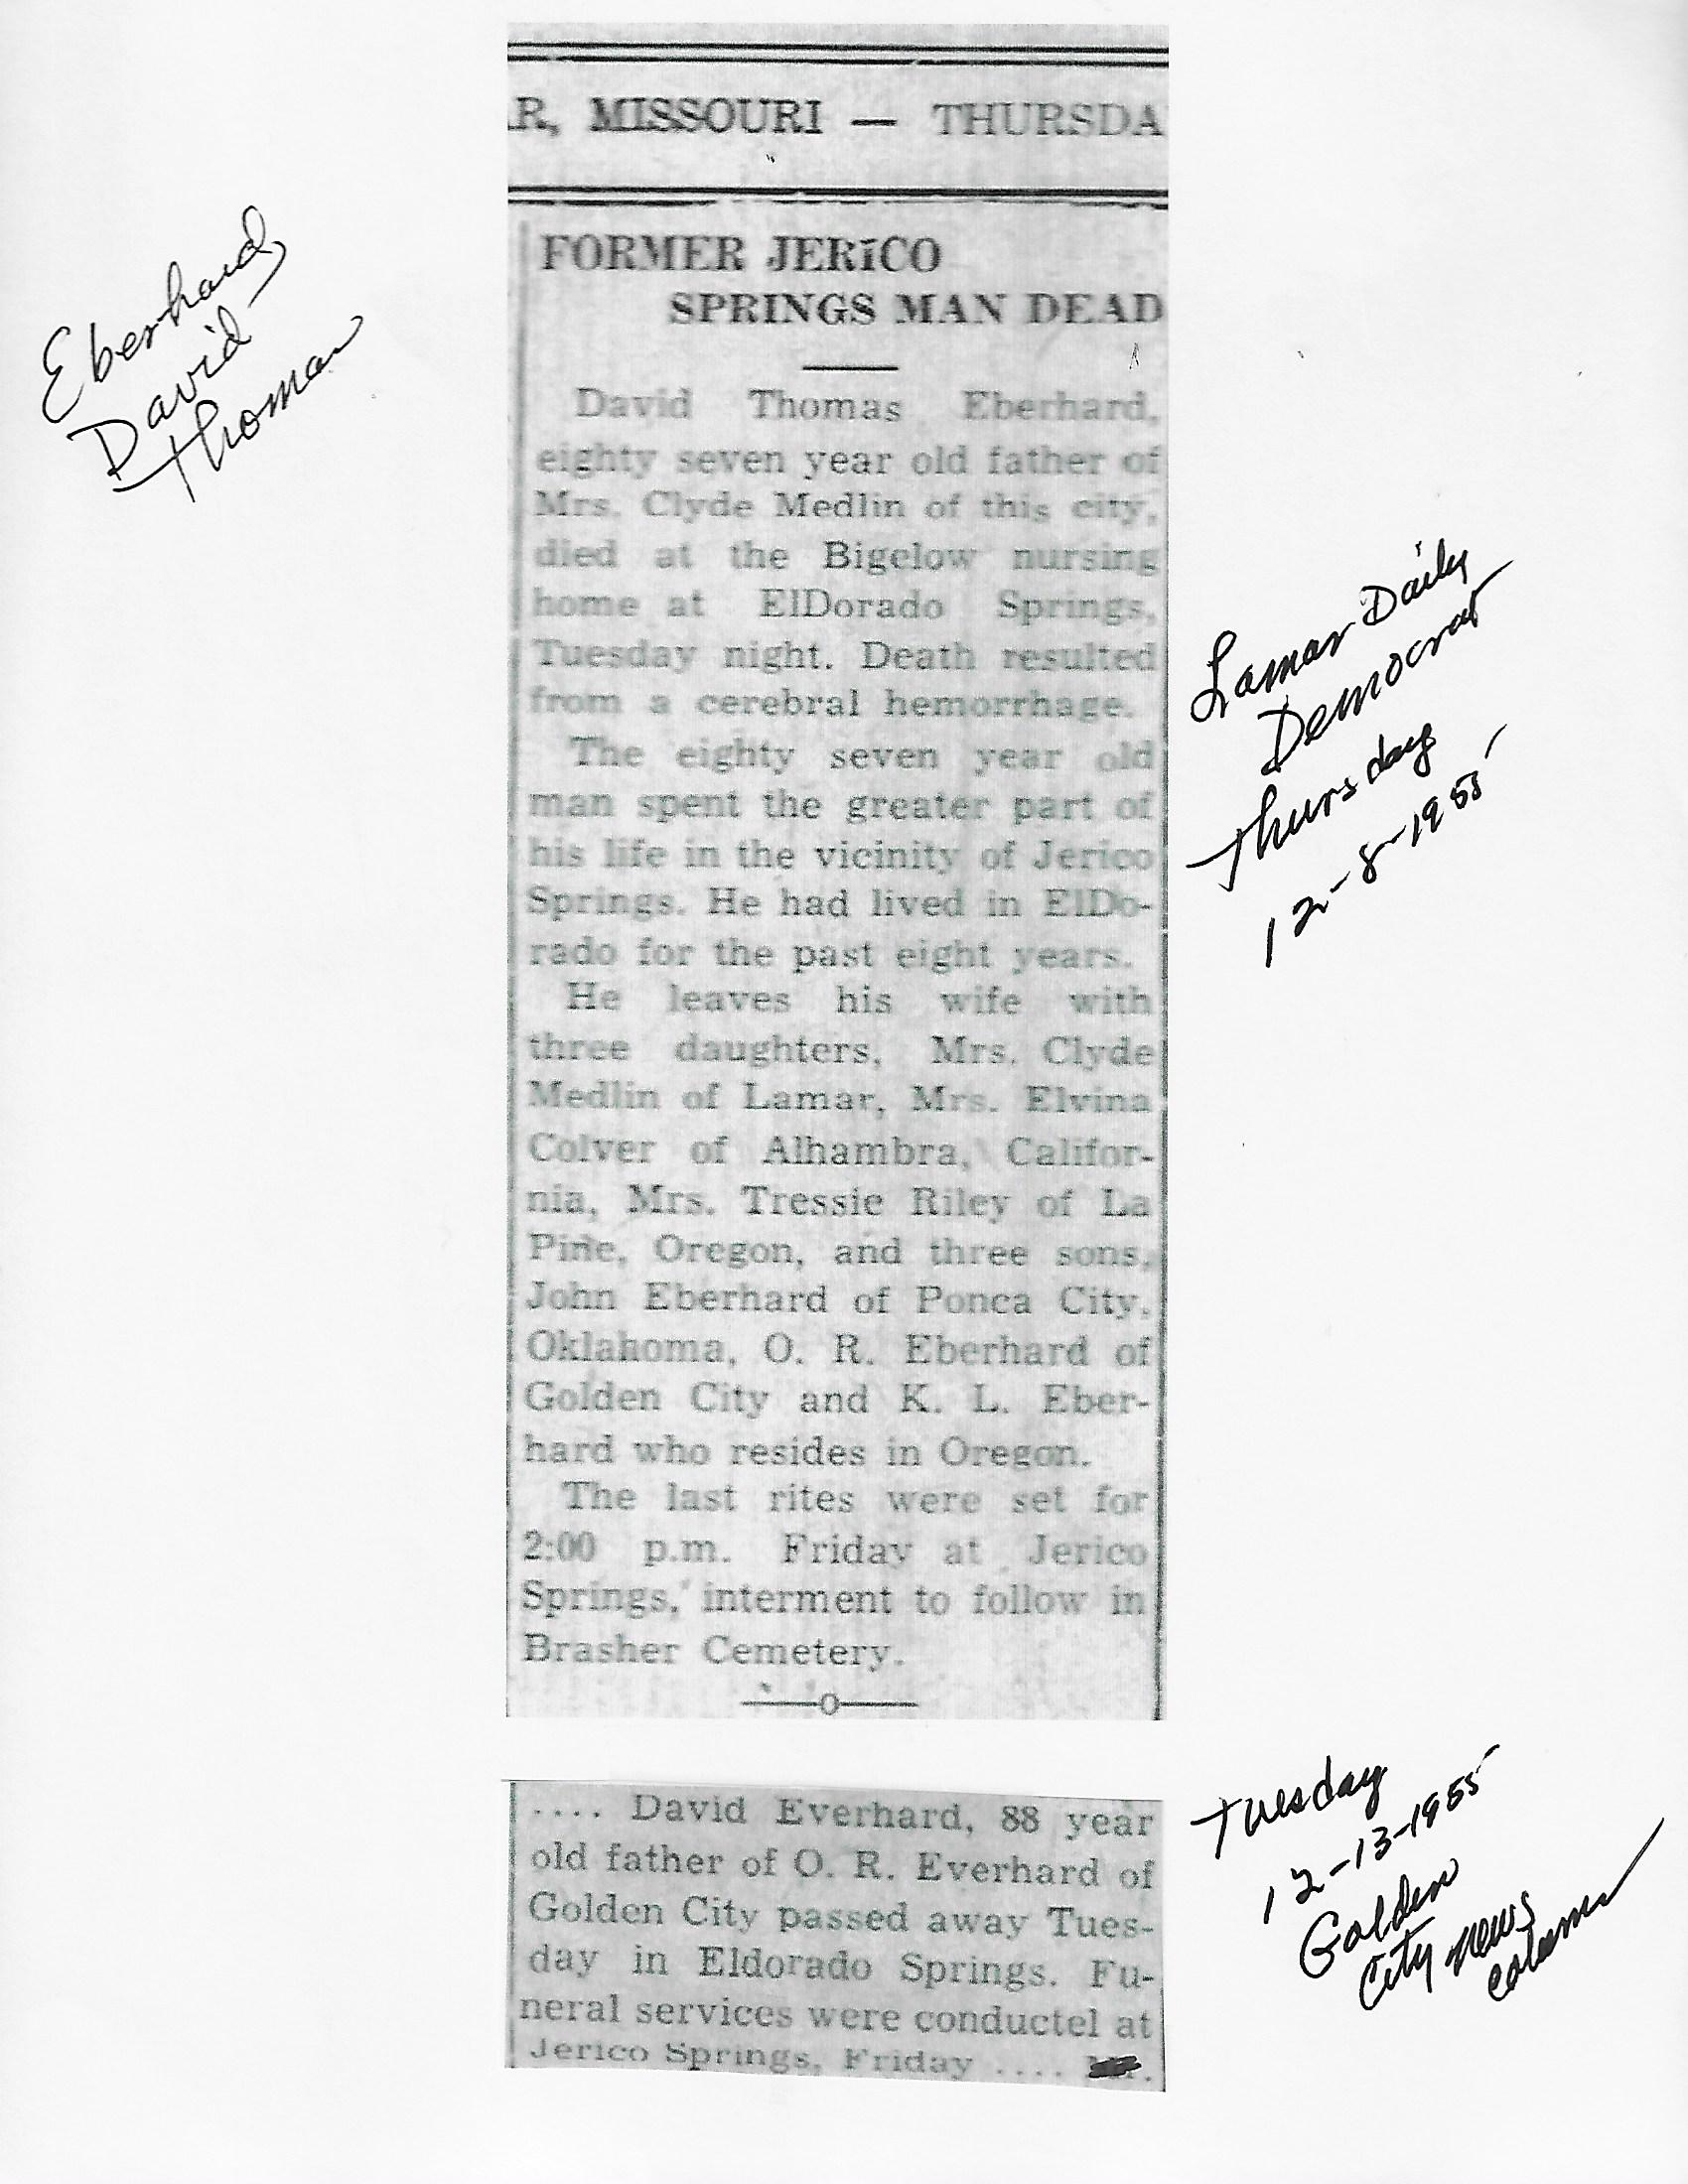 R, MISSOURI — THURSDA
FORMER JERICO
SPRINGS MAN DEAD
Eberhard,
David
Thomas
David Thomas Eberhard,
eighty seven year old father of
Mrs. Clyde Medlin of this city,
died at the Bigelow nursing
home at ElDorado Springs,
Tuesday night. Death resulted
from a cerebral hemorrhage.
The eighty seven year old
man spent the greater part of
his life in the vicinity of Jerico
Springs. He had lived in ElDo-
rado for the past eight years.
He leaves his wife with
three daughters, Mrs. Clyde
Medlin of Lamar, Mrs. Elvina
Colver of Alhambra, Califor-
nia, Mrs. Tressie Riley of La
Pine, Oregon, and three sons,
John Eberhard of Ponca City,
Oklahoma, O. R. Eberhard of
Golden City and K. L. Eber-
hard who resides in Oregon.
The last rites were set for
2:00 p.m. Friday at Jerico
Springs, interment to follow in
Brasher Cemetery.
Lamar Daily
Democrat
Thursday
12-8-1955
.... David Everhard, 88 year
old father of O. R. Everhard of
Golden City passed away Tues-
day in Eldorado Springs. Fu-
neral services were conductel at
Jerico Springs, Friday ....
Tuesday
12-13-1955
Golden
City News
column